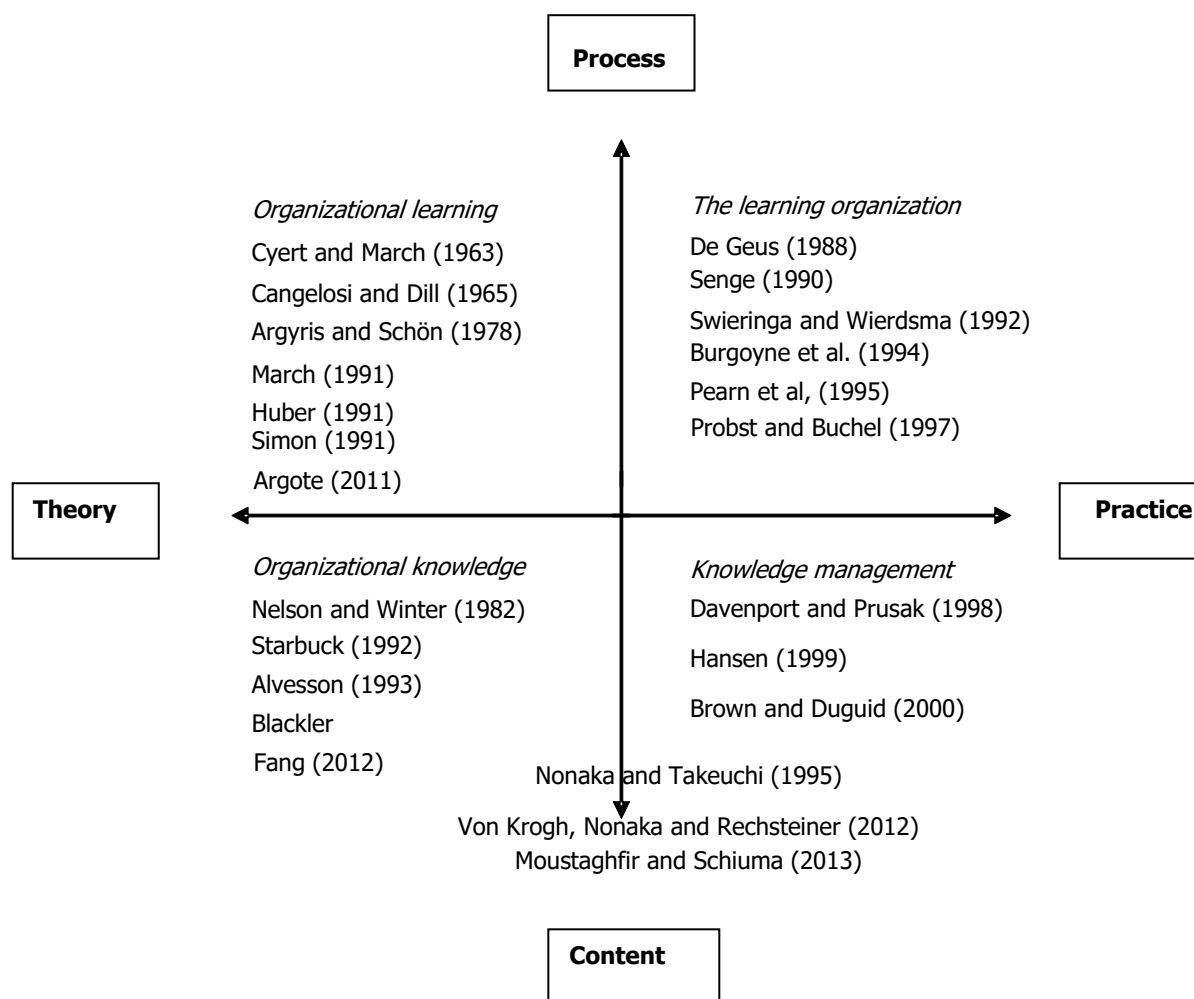 Process
Organizational learning
Cyert and March (1963)
Cangelosi and Dill (1965)
Argyris and Schön (1978)
March (1991)
Huber (1991)
Simon (1991)
Argote (2011)
The learning organization
De Geus (1988)
Senge (1990)
Swieringa and Wierdsma (1992)
Burgoyne et al. (1994)
Pearn et al, (1995)
Probst and Buchel (1997)
Theory
Practice
Organizational knowledge
Nelson and Winter (1982)
Starbuck (1992)
Alvesson (1993)
Blackler
Fang (2012)
Knowledge management
Davenport and Prusak (1998)
Hansen (1999)
Brown and Duguid (2000)
Nonaka and Takeuchi (1995)
Von Krogh, Nonaka and Rechsteiner (2012)
Moustaghfir and Schiuma (2013)
Content